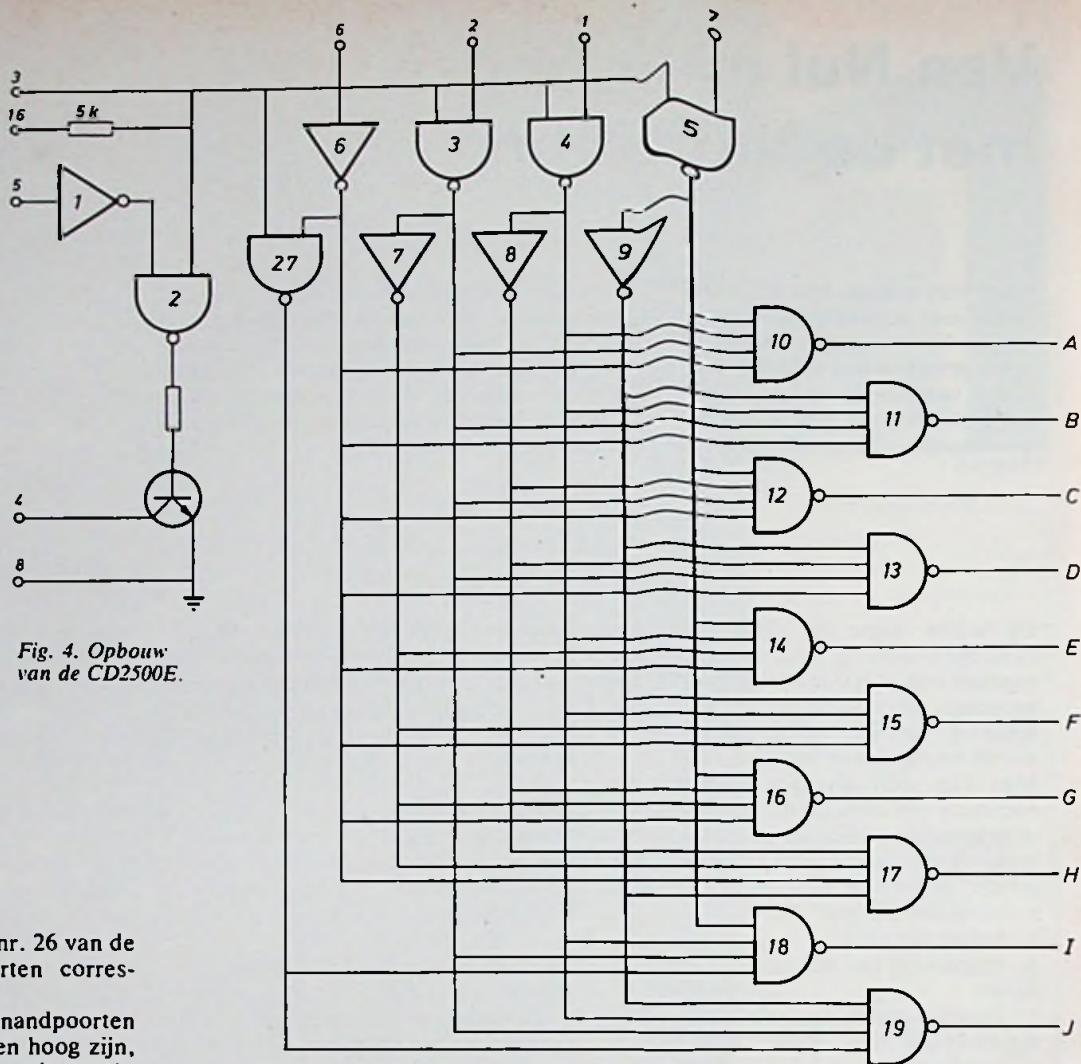 6
2
1
7
3
16
5k
5
1
2
27
6
3
4
5
7
8
9
10
A
11
B
12
C
13
D
14
E
15
F
16
G
17
H
18
I
19
J
4
8
Fig. 4. Opbouw
van de CD2500E.
nr. 26 van de
rten corres-
nandpoorten
en hoog zijn,